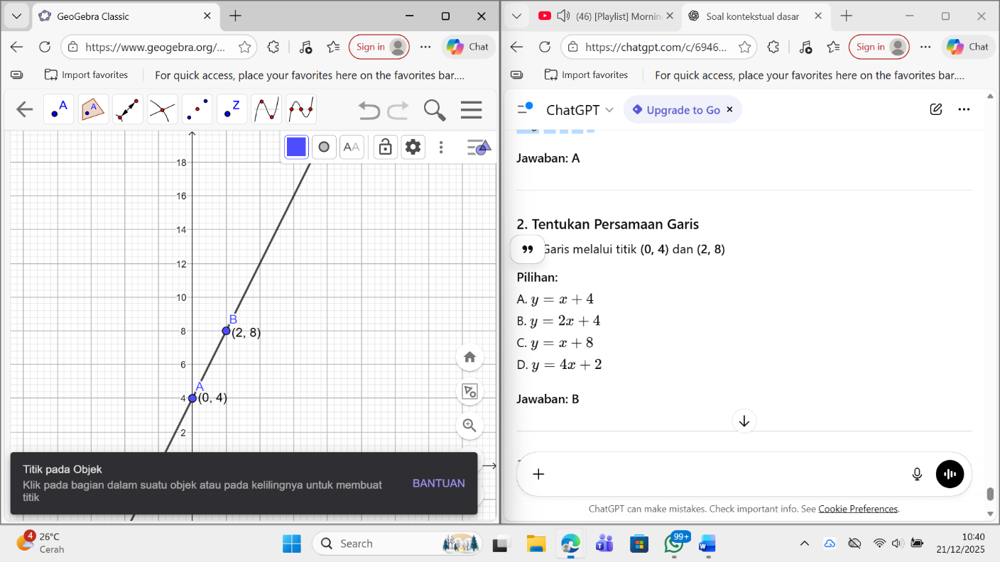 GeoGebra Classic
https://www.geogebra.org/...
Sign in
Chat
Import favorites
For quick access, place your favorites here on the favorites bar....
A
A
Z
AA
18
16
14
12
10
8
6
4
2
B
(2, 8)
A
(0, 4)
Titik pada Objek
Klik pada bagian dalam suatu objek atau pada kelilingnya untuk membuat
titik
BANTUAN
(46) [Playlist] Mornin
Soal kontekstual dasar
https://chatgpt.com/c/6946...
Sign in
Chat
Import favorites
For quick access, place your favorites here on the favorites bar....
ChatGPT
Upgrade to Go
Jawaban: A
2. Tentukan Persamaan Garis
Garis melalui titik (0, 4) dan (2, 8)
Pilihan:
A. y = x + 4
B. y = 2x + 4
C. y = x + 8
D. y = 4x + 2
Jawaban: B
ChatGPT can make mistakes. Check important info. See Cookie Preferences.
4
26°C
Cerah
Search
99+
10:40
21/12/2025